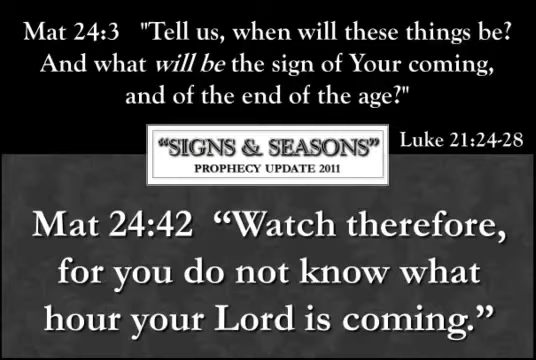 Mat 24:3 "Tell us, when will these things be?
And what will be the sign of Your coming,
and of the end of the age?"
"SIGNS & SEASONS"
PROPHECY UPDATE 2011
Luke 21:24-28
Mat 24:42 “Watch therefore,
for you do not know what
hour your Lord is coming.”